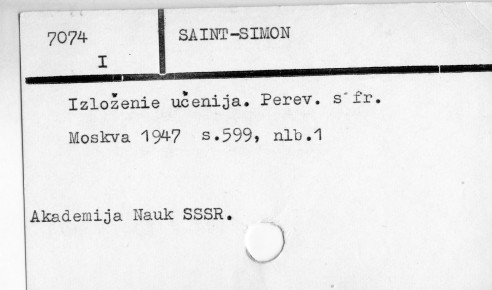 7074
I
SAINT-SIMON
Izloženie učenija. Perev. s fr.
Moskva 1947 s.599, nlb.1
Akademija Nauk SSSR.